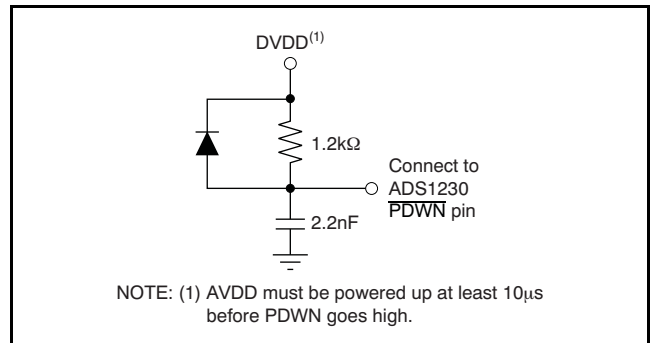 DVDD(1)
1.2kΩ
Connect to
ADS1230
PDWN pin
2.2nF
NOTE: (1) AVDD must be powered up at least 10μs
before PDWN goes high.